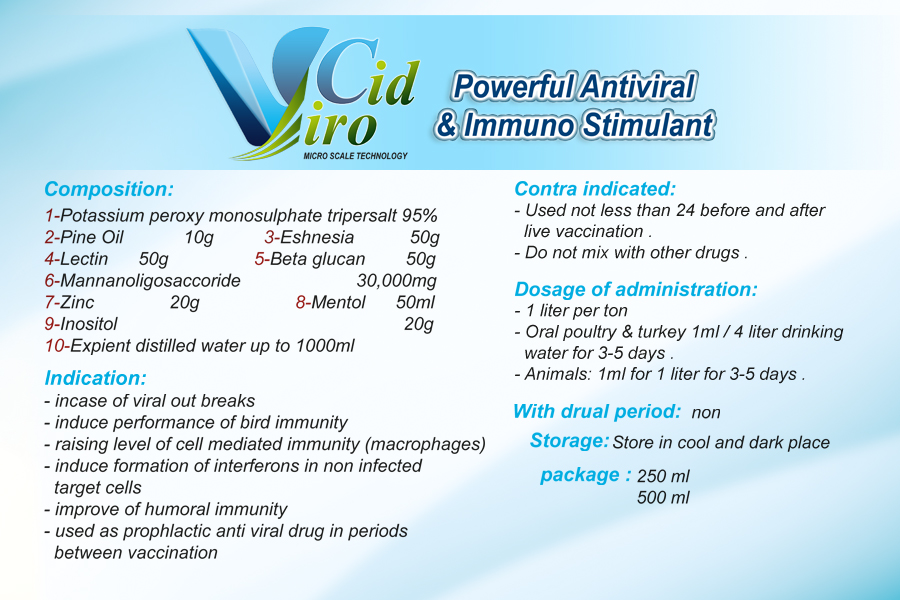 V Cid
Viro
MICRO SCALE TECHNOLOGY
Powerful Antiviral
& Immuno Stimulant
Composition:
1-Potassium peroxy monosulphate tripersalt 95%
2-Pine Oil 10g 3-Eshnesia 50g
4-Lectin 50g 5-Beta glucan 50g
6-Mannanoligosaccoride 30,000mg
7-Zinc 20g 8-Mentol 50ml
9-Inositol 20g
10-Expient distilled water up to 1000ml
Indication:
- incase of viral out breaks
- induce performance of bird immunity
- raising level of cell mediated immunity (macrophages)
- induce formation of interferons in non infected
target cells
- improve of humoral immunity
- used as prophlactic anti viral drug in periods
between vaccination
Contra indicated:
- Used not less than 24 before and after
live vaccination .
- Do not mix with other drugs .
Dosage of administration:
- 1 liter per ton
- Oral poultry & turkey 1ml / 4 liter drinking
water for 3-5 days .
- Animals: 1ml for 1 liter for 3-5 days .
With drual period: non
Storage: Store in cool and dark place
package : 250 ml
500 ml